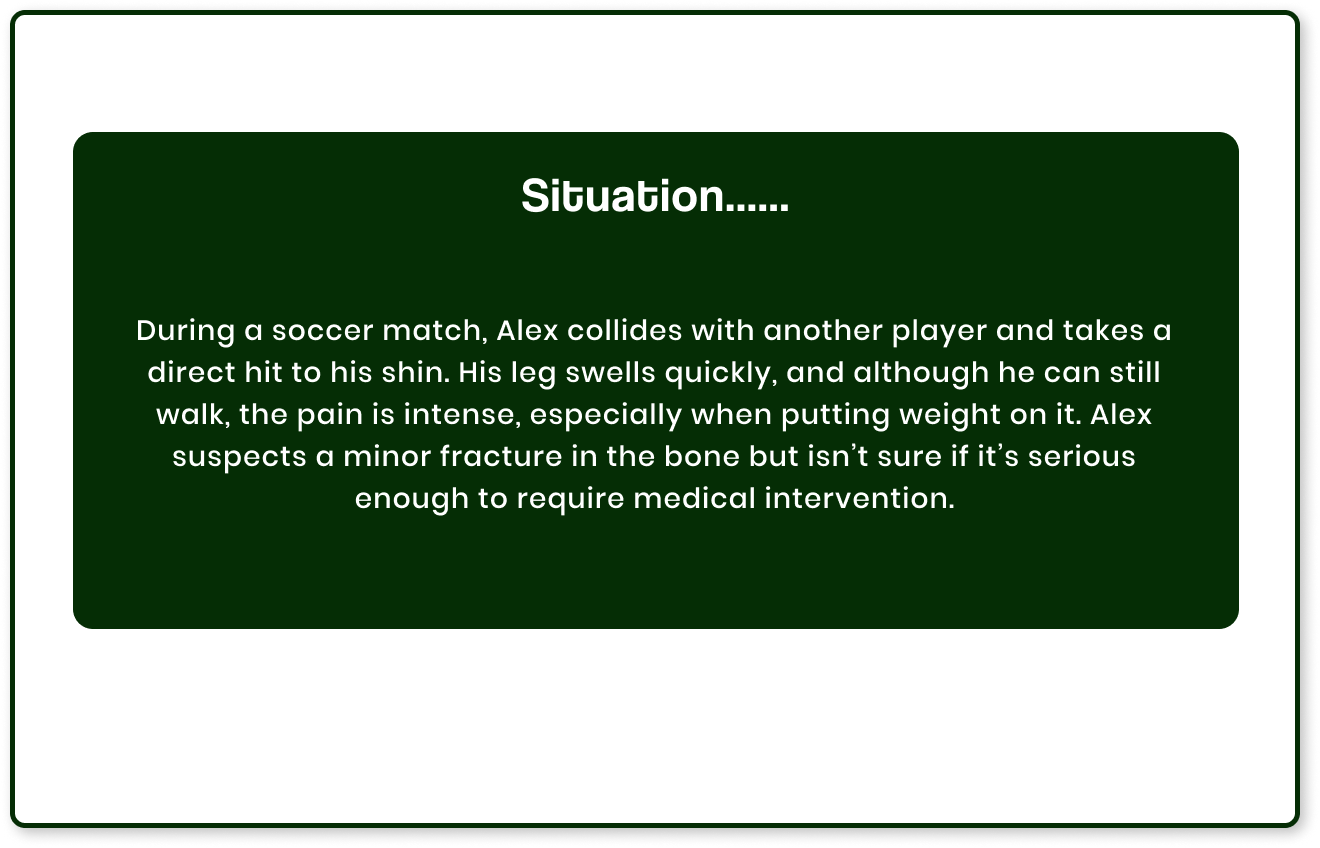 Situation......
During a soccer match, Alex collides with another player and takes a
direct hit to his shin. His leg swells quickly, and although he can still
walk, the pain is intense, especially when putting weight on it. Alex
suspects a minor fracture in the bone but isn’t sure if it’s serious
enough to require medical intervention.